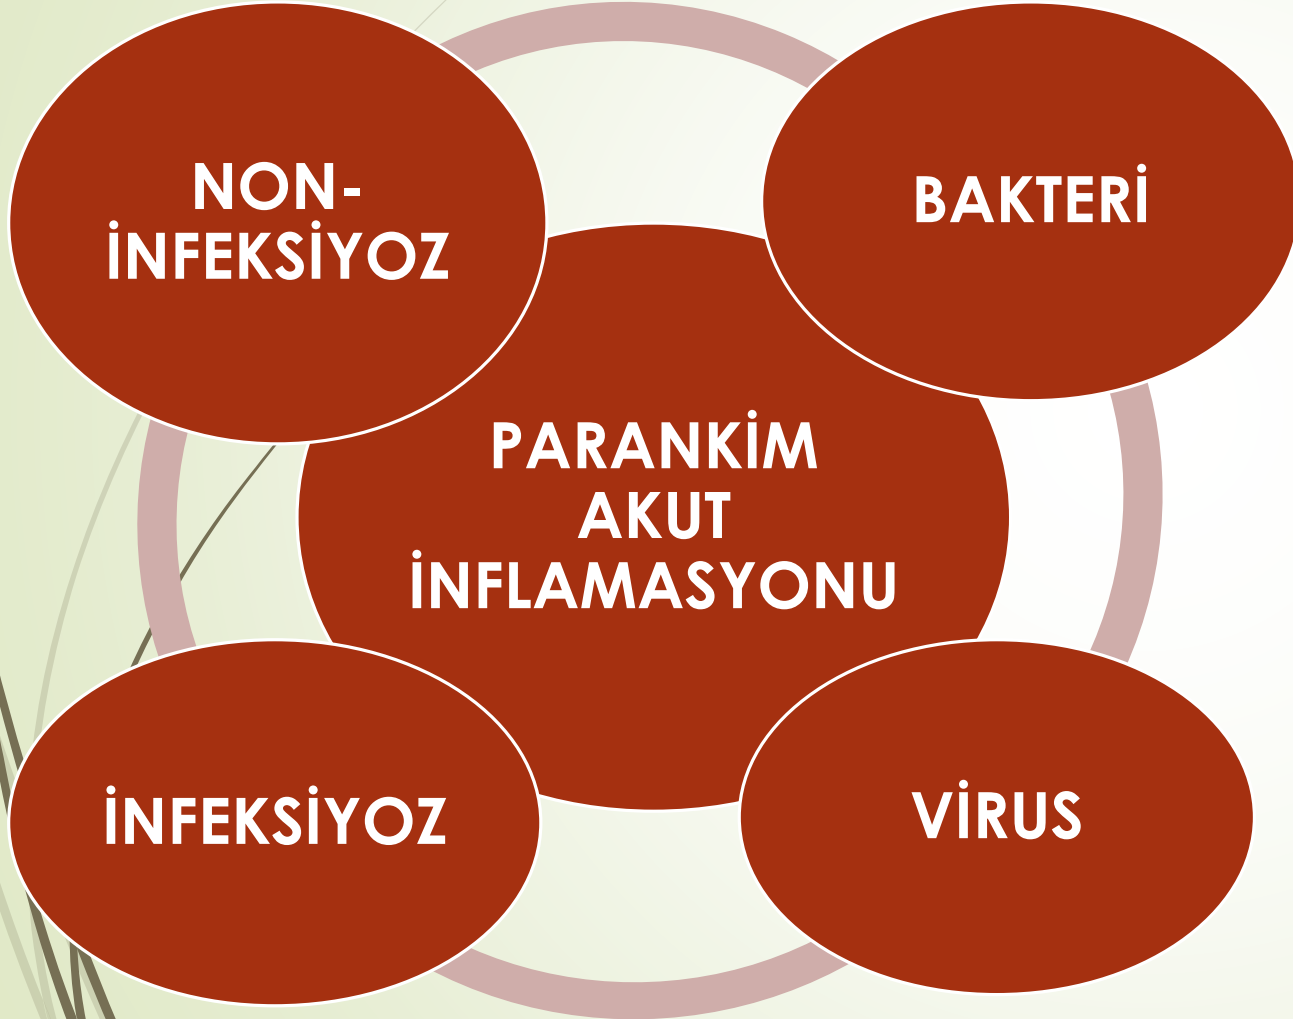 NON-
İNFEKSİYOZ
BAKTERİ
PARANKİM
AKUT
İNFLAMASYONU
İNFEKSİYOZ
VİRUS